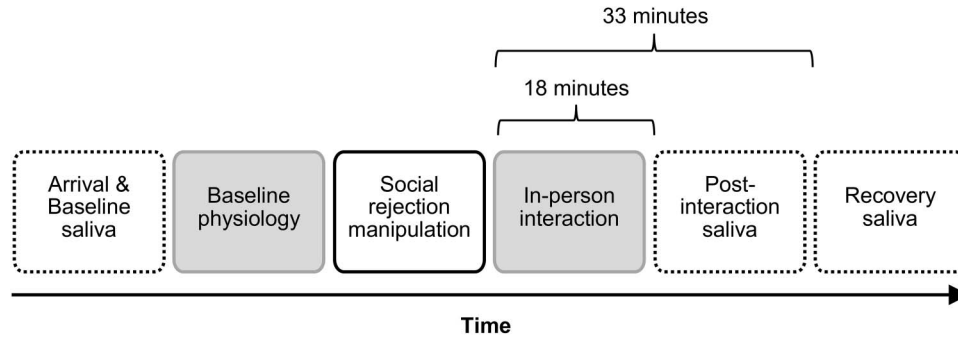 33 minutes
18 minutes
Arrival &
Baseline
saliva
Baseline
physiology
Social
rejection
manipulation
In-person
interaction
Post-
interaction
saliva
Recovery
saliva
Time